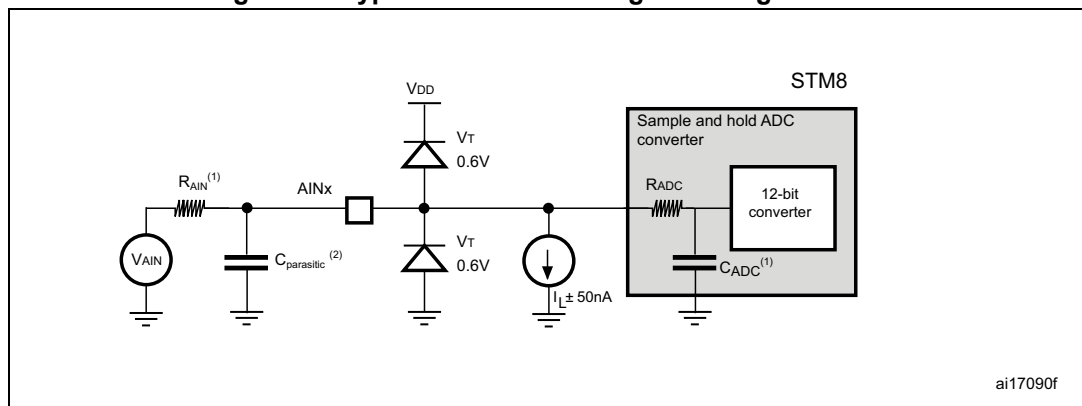 STM8
VDD
Sample and hold ADC
converter
VT
0.6V
RAIN(1)
AINx
RADC
12-bit
converter
VAIN
Cparasitic (2)
VT
0.6V
IL± 50nA
CADC(1)
ai17090f